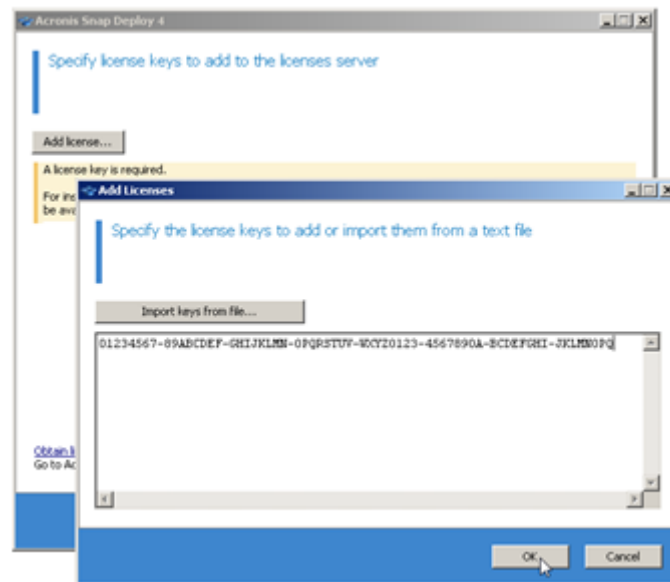 Acronis Snap Deploy 4
Specify license keys to add to the licenses server
Add license...
A license key is required.
For ins
be ava
Add Licenses
Specify the license keys to add or import them from a text file
Import keys from file....
01234567-89ABCDEF-GHIJKLMN-OPQRSTUV-WXYZ0123-4567890A-BCDEFGHI-JKLMNOPQ
Obtain li
Go to Ac
OK
Cancel